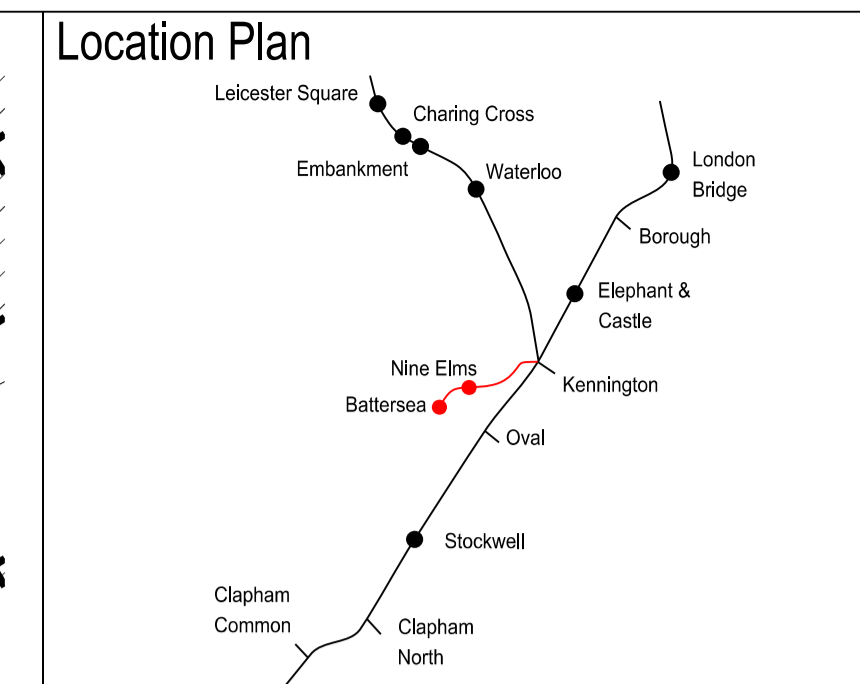 Location Plan
Leicester Square
Charing Cross
Embankment
Waterloo
London
Bridge
Borough
Elephant &
Castle
Nine Elms
Kennington
Battersea
Oval
Stockwell
Clapham
Common
Clapham
North